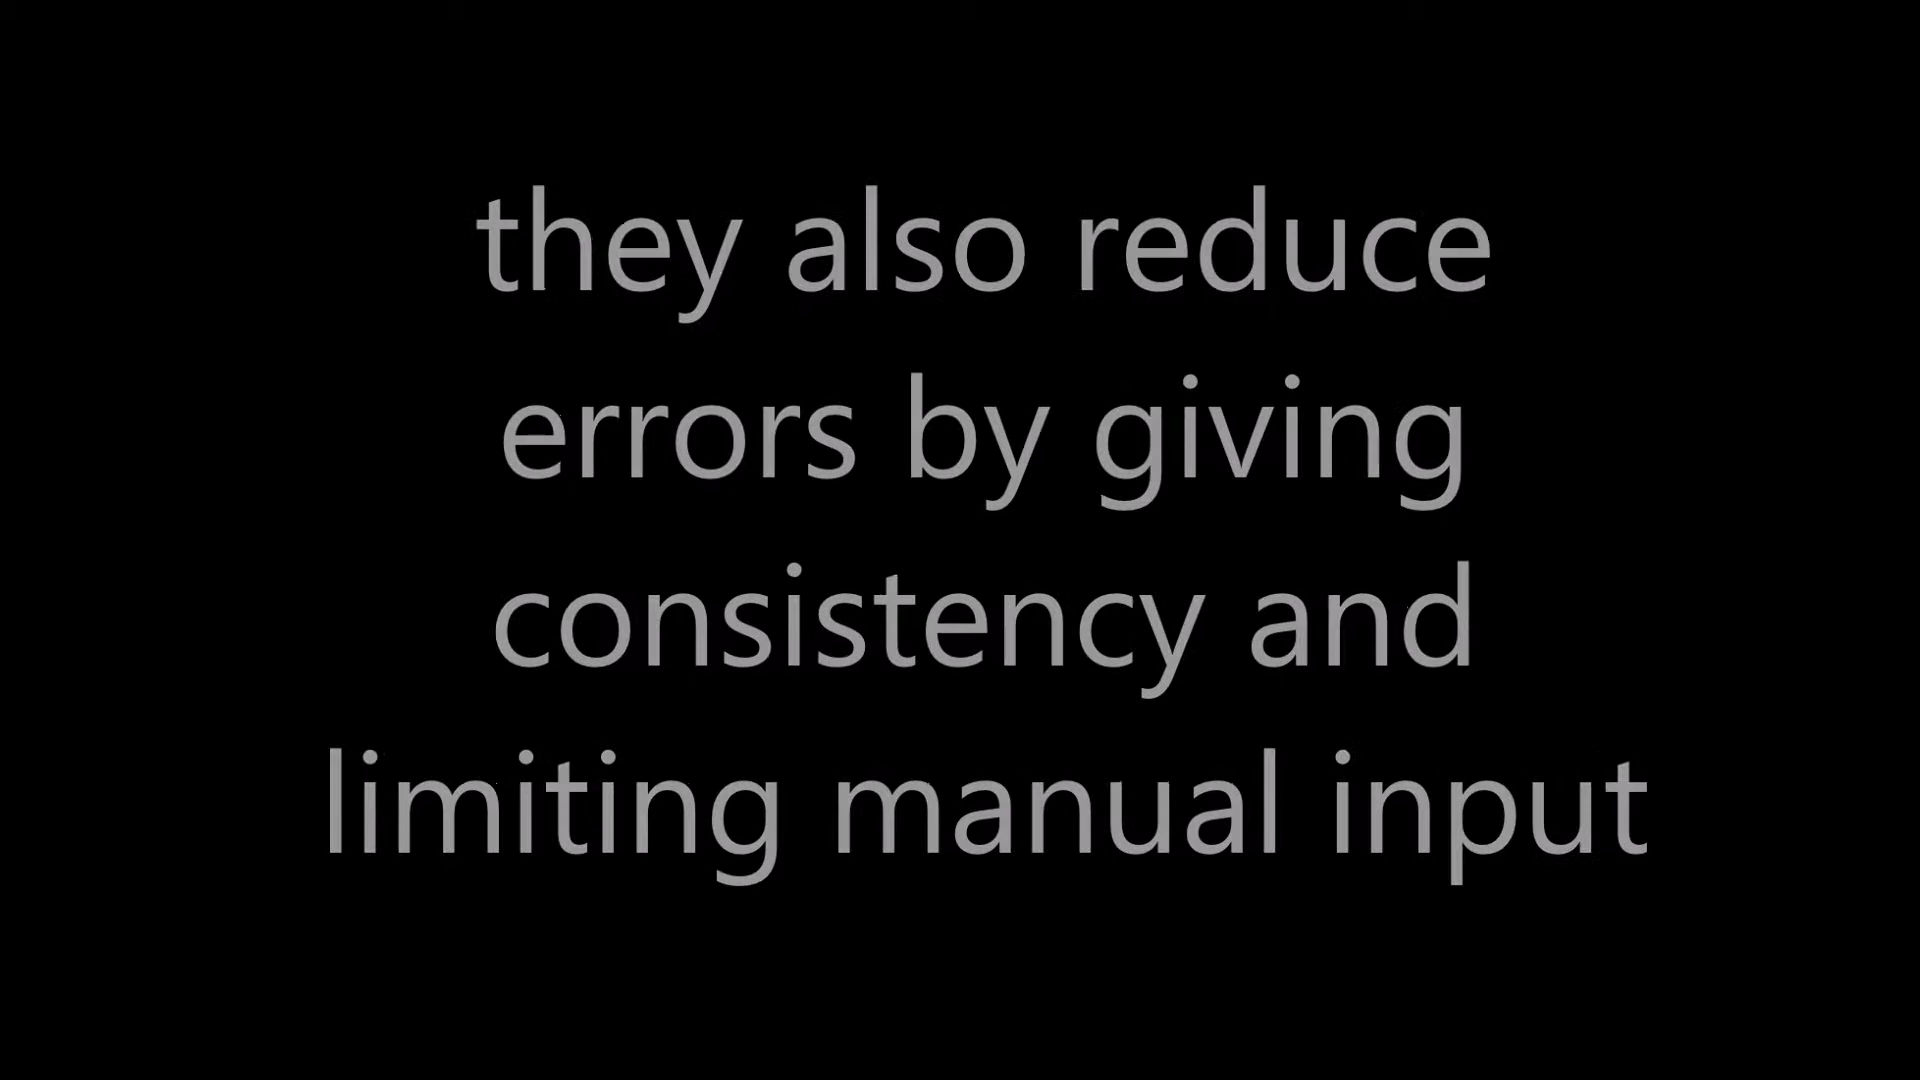 they also reduce
errors by giving
consistency and
limiting manual input